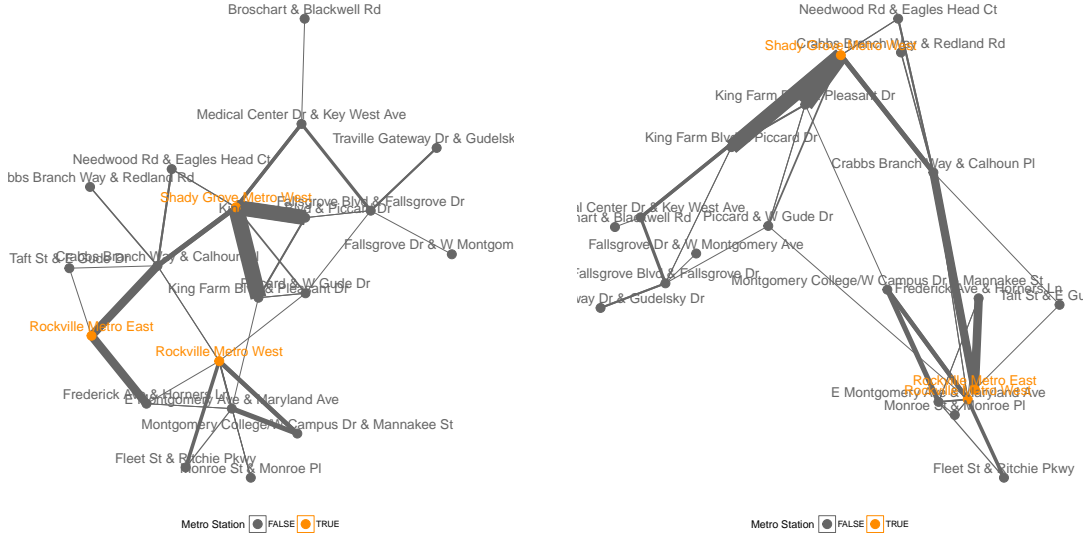 Broschart & Blackwell Rd
Medical Center Dr & Key West Ave
Traville Gateway Dr & Gudelsk
Needwood Rd & Eagles Head Ct
bbs Branch Way & Redland Rd
Shady Grove Metro West
Fallsgrove Blvd & Fallsgrove Dr
King Farm Blvd & Piccard Dr
Fallsgrove Dr & W Montgom
Crabbs Branch Way & Calhoun Pl
Taft St & E Gude Dr
Piccard & W Gude Dr
King Farm Blvd & Pleasant Dr
Rockville Metro East
Rockville Metro West
Frederick Ave & Horners Ln
E Montgomery Ave & Maryland Ave
Montgomery College/W Campus Dr & Mannakee St
Fleet St & Ritchie Pkwy
Monroe St & Monroe Pl
Metro Station FALSE TRUE
Needwood Rd & Eagles Head Ct
Crabbs Branch Way & Redland Rd
Shady Grove Metro West
King Farm Blvd & Pleasant Dr
King Farm Blvd & Piccard Dr
Crabbs Branch Way & Calhoun Pl
al Center Dr & Key West Ave
hart & Blackwell Rd
Piccard & W Gude Dr
Fallsgrove Dr & W Montgomery Ave
Fallsgrove Blvd & Fallsgrove Dr
Montgomery College/W Campus Dr & Mannakee St
Frederick Ave & Horners Ln
way Dr & Gudelsky Dr
Taft St & E Gu
Rockville Metro East
E Montgomery Ave & Maryland Ave
Rockville Metro West
Monroe St & Monroe Pl
Fleet St & Ritchie Pkwy
Metro Station FALSE TRUE